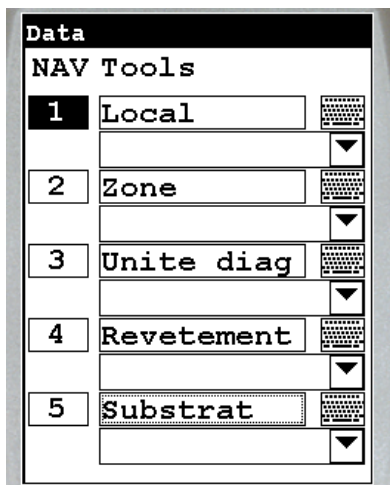 Data
NAV Tools
1 Local
2 Zone
3 Unite diag
4 Revetement
5 Substrat